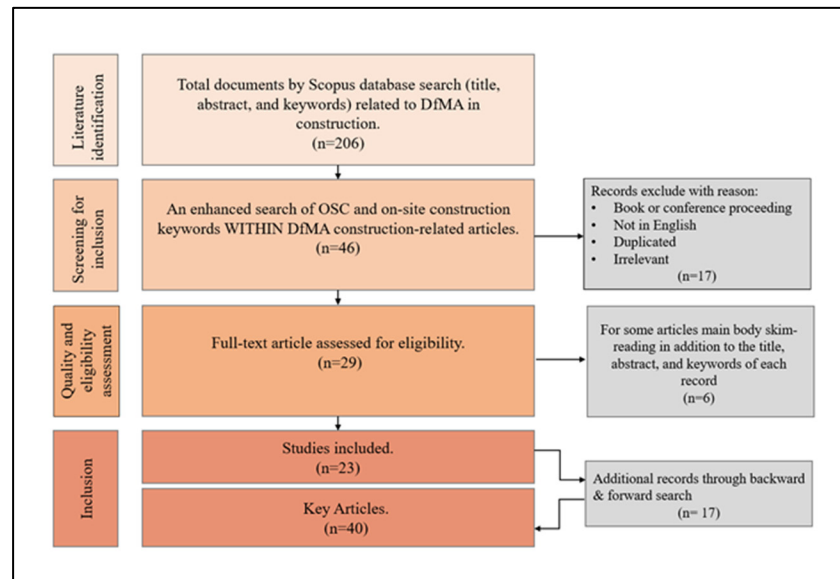 Literature
identification
Total documents by Scopus database search (title,
abstract, and keywords) related to DfMA in
construction.
(n=206)
Screening for
inclusion
An enhanced search of OSC and on-site construction
keywords WITHIN DfMA construction-related articles.
(n=46)
Records exclude with reason:
• Book or conference proceeding
• Not in English
• Duplicated
• Irrelevant
(n=17)
Quality and
eligibility
assessment
Full-text article assessed for eligibility.
(n=29)
For some articles main body skim-
reading in addition to the title,
abstract, and keywords of each
record
(n=6)
Inclusion
Studies included.
(n=23)
Additional records through backward
& forward search
(n= 17)
Key Articles.
(n=40)